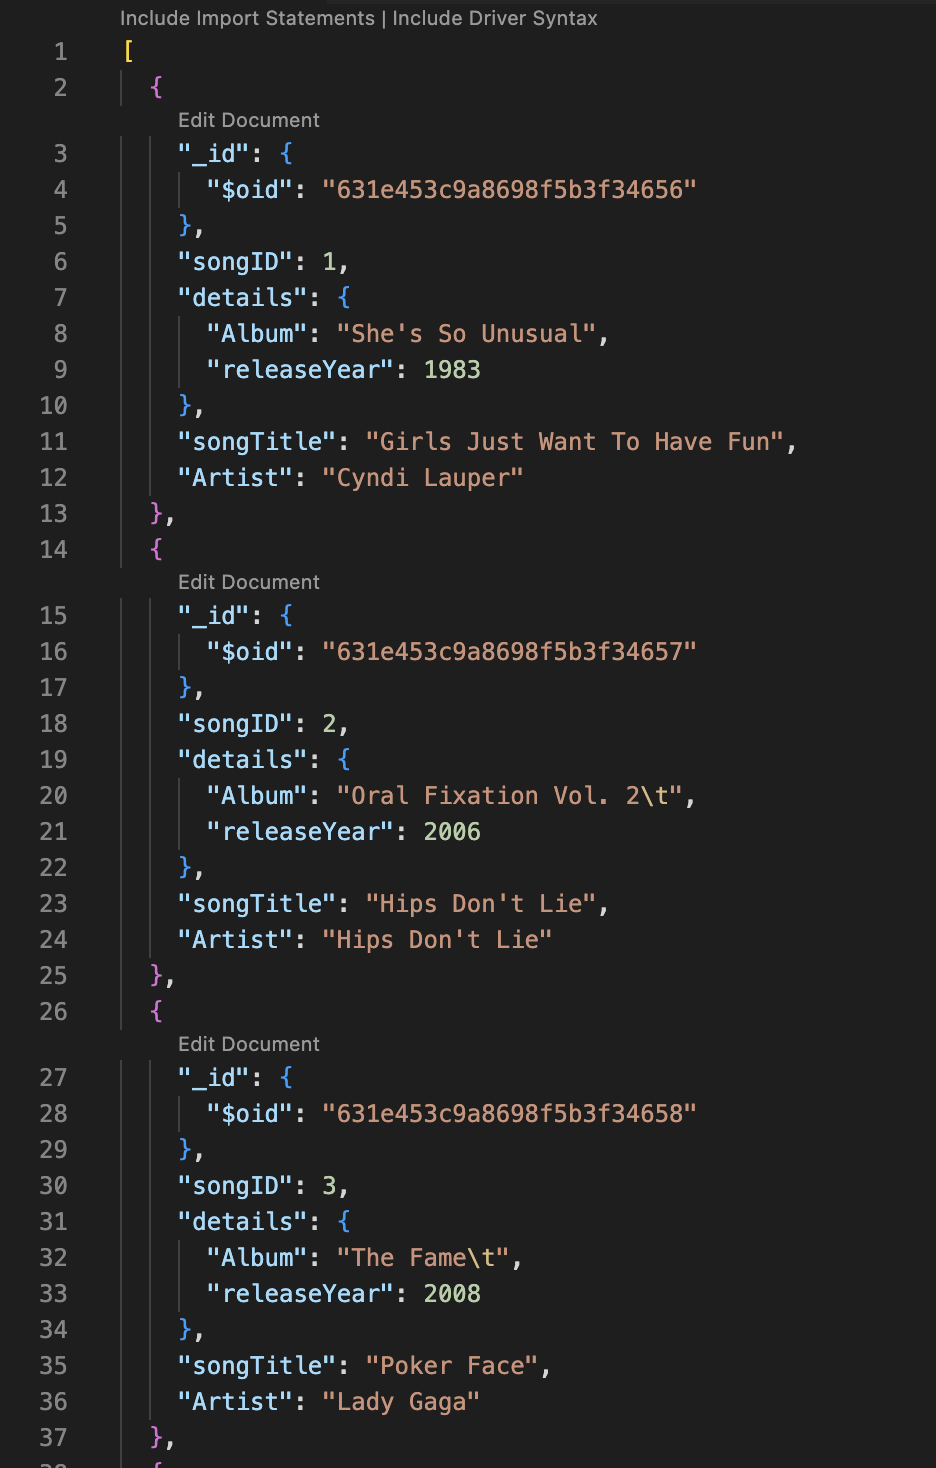 Include Import Statements | Include Driver Syntax
1 [
2 {
Edit Document
3 "_id": {
4 "$oid": "631e453c9a8698f5b3f34656"
5 },
6 "songID": 1,
7 "details": {
8 "Album": "She's So Unusual",
9 "releaseYear": 1983
10 },
11 "songTitle": "Girls Just Want To Have Fun",
12 "Artist": "Cyndi Lauper"
13 },
14 {
Edit Document
15 "_id": {
16 "$oid": "631e453c9a8698f5b3f34657"
17 },
18 "songID": 2,
19 "details": {
20 "Album": "Oral Fixation Vol. 2\t",
21 "releaseYear": 2006
22 },
23 "songTitle": "Hips Don't Lie",
24 "Artist": "Hips Don't Lie"
25 },
26 {
Edit Document
27 "_id": {
28 "$oid": "631e453c9a8698f5b3f34658"
29 },
30 "songID": 3,
31 "details": {
32 "Album": "The Fame\t",
33 "releaseYear": 2008
34 },
35 "songTitle": "Poker Face",
36 "Artist": "Lady Gaga"
37 },